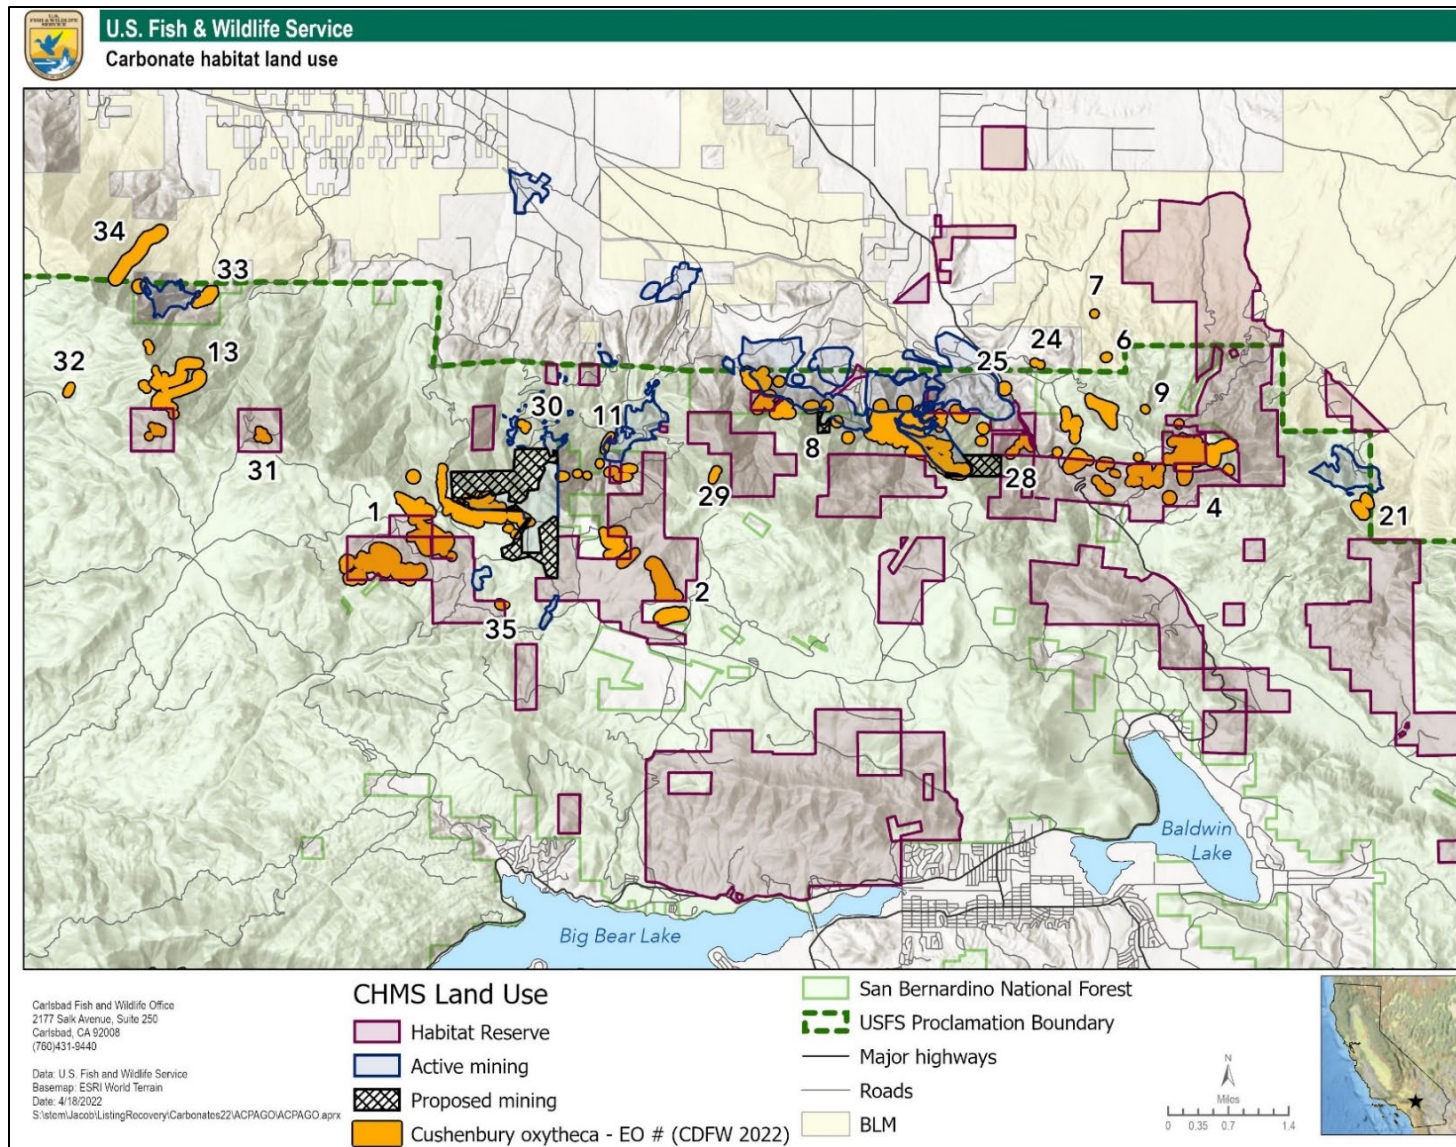 U.S.
FISH & WILDLIFE
SERVICE
U.S. Fish & Wildlife Service
Carbonate habitat land use
34
33
7
24
6
25
32
13
9
30
11
8
31
29
28
1
4
21
2
35
Baldwin
Lake
Big Bear Lake
Carlsbad Fish and Wildlife Office
2177 Salk Avenue, Suite 250
Carlsbad, CA 92008
(760)431-9440
Data: U.S. Fish and Wildlife Service
Basemap: ESRI World Terrain
Date: 4/18/2022
S:\stem\Jacob\ListingRecovery\Carbonates22\ACPAGO\ACPAGO.aprx
CHMS Land Use
Habitat Reserve
Active mining
Proposed mining
Cushenbury oxytheca - EO # (CDFW 2022)
San Bernardino National Forest
USFS Proclamation Boundary
Major highways
Roads
BLM
N
Miles
0 0.35 0.7 1.4